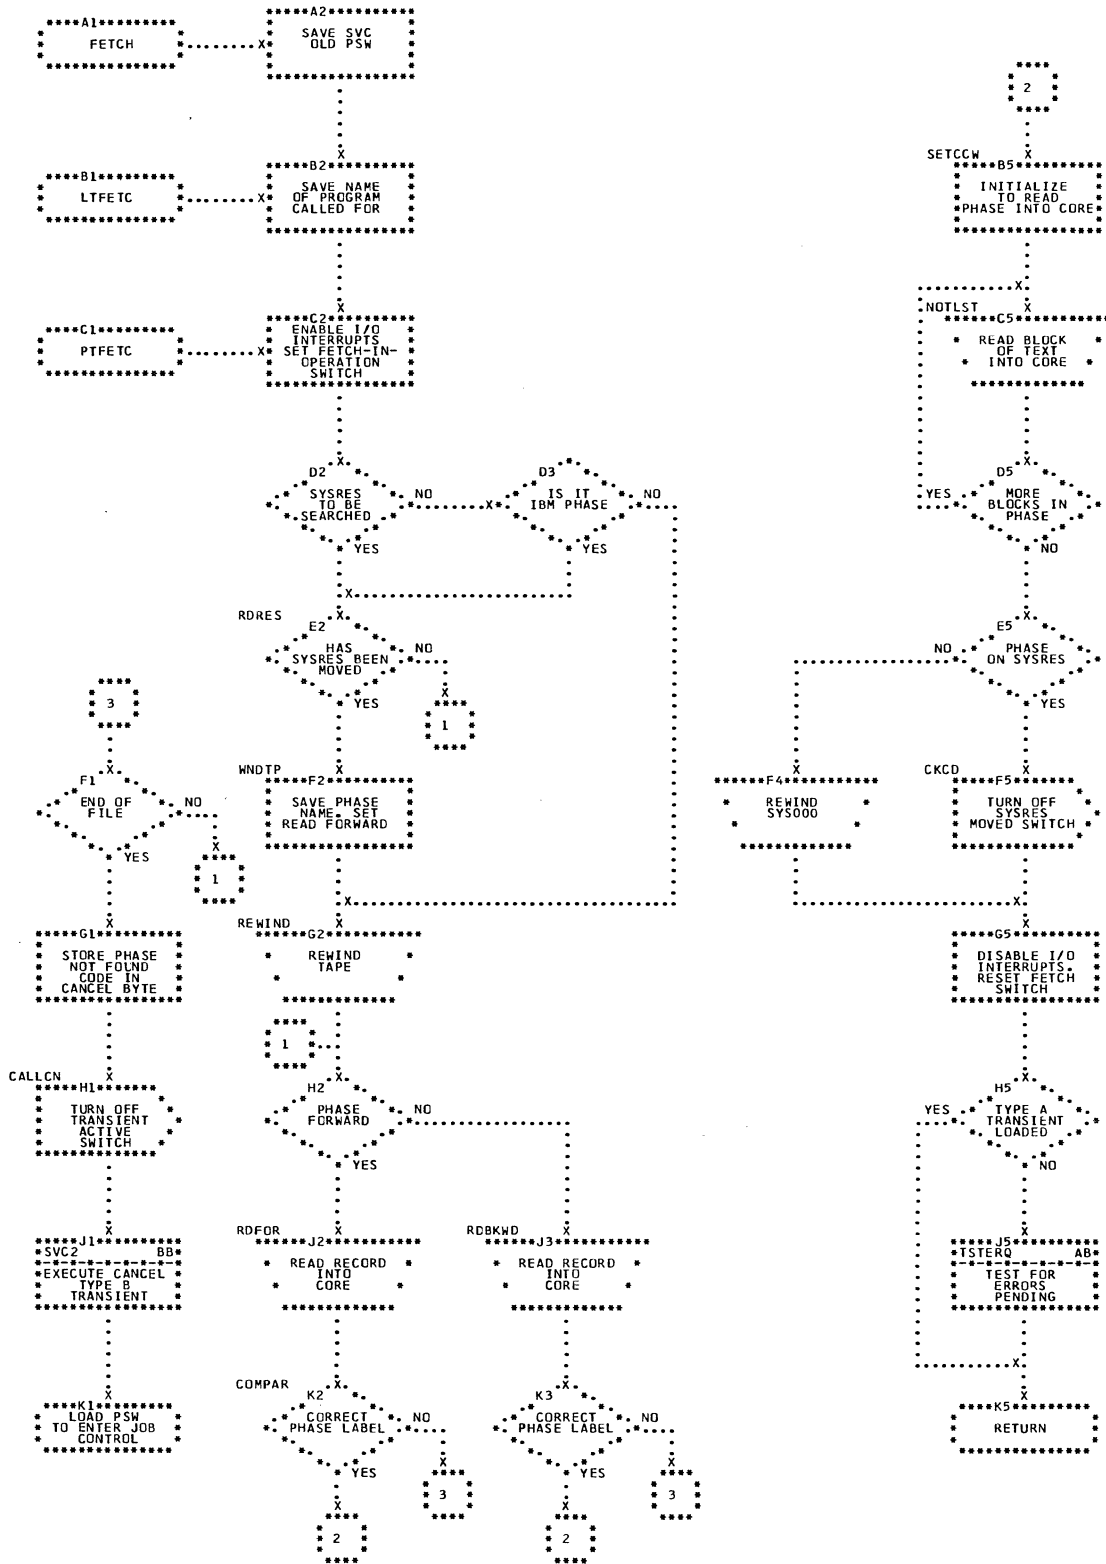 A1
FETCH
A2
SAVE SVC
OLD PSW
2
B1
LTFETC
B2
SAVE NAME
OF PROGRAM
CALLED FOR
SETCCW
B5
INITIALIZE
TO READ
PHASE INTO CORE
C1
PTFETC
C2
ENABLE I/O
INTERRUPTS
SET FETCH-IN-
OPERATION
SWITCH
NOTLST
C5
READ BLOCK
OF TEXT
INTO CORE
D2
SYSRES
TO BE
SEARCHED
NO
YES
D3
IS IT
IBM PHASE
NO
YES
D5
MORE
BLOCKS IN
PHASE
YES
NO
RDRES
E2
HAS
SYSRES BEEN
MOVED
NO
YES
1
E5
PHASE
ON SYSRES
NO
YES
3
F1
END OF
FILE
NO
YES
1
WNDTP
F2
SAVE PHASE
NAME. SET
READ FORWARD
F4
REWIND
SYS000
CKCD
F5
TURN OFF
SYSRES
MOVED SWITCH
G1
STORE PHASE
NOT FOUND
CODE IN
CANCEL BYTE
REWIND
G2
REWIND
TAPE
G5
DISABLE I/O
INTERRUPTS.
RESET FETCH
SWITCH
1
CALLCN
H1
TURN OFF
TRANSIENT
ACTIVE
SWITCH
H2
PHASE
FORWARD
NO
YES
H5
TYPE A
TRANSIENT
LOADED
YES
NO
J1
SVC2 BB
EXECUTE CANCEL
TYPE B
TRANSIENT
RDFOR
J2
READ RECORD
INTO
CORE
RDBKWD
J3
READ RECORD
INTO
CORE
J5
TSTERQ AB
TEST FOR
ERRORS
PENDING
K1
LOAD PSW
TO ENTER JOB
CONTROL
COMPAR
K2
CORRECT
PHASE LABEL
NO
YES
3
2
K3
CORRECT
PHASE LABEL
NO
YES
3
2
K5
RETURN